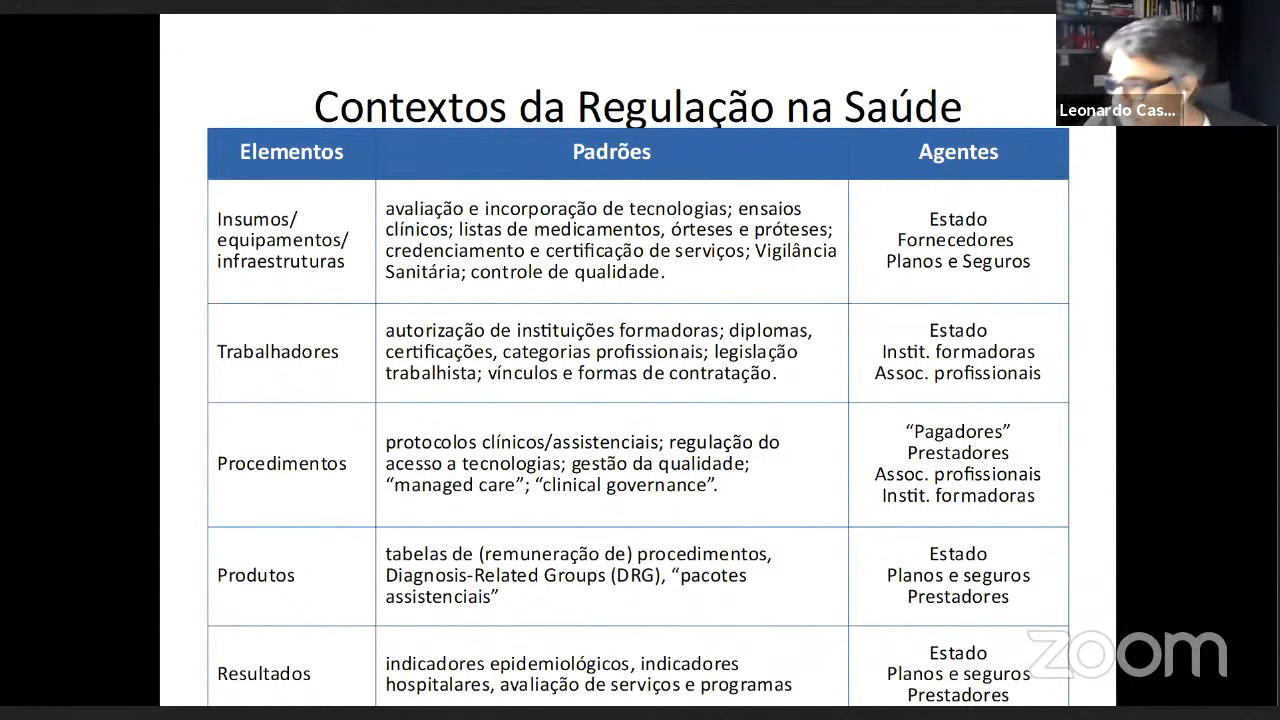 Contextos da Regulação na Saúde
Leonardo Cas...
Elementos
Padrões
Agentes
Insumos/
equipamentos/
infraestruturas
avaliação e incorporação de tecnologias; ensaios
clínicos; listas de medicamentos, órteses e próteses;
credenciamento e certificação de serviços; Vigilância
Sanitária; controle de qualidade.
Estado
Fornecedores
Planos e Seguros
Trabalhadores
autorização de instituições formadoras; diplomas,
certificações, categorias profissionais; legislação
trabalhista; vínculos e formas de contratação.
Estado
Instit. formadoras
Assoc. profissionais
Procedimentos
protocolos clínicos/assistenciais; regulação do
acesso a tecnologias; gestão da qualidade;
“managed care”; “clinical governance”.
“Pagadores”
Prestadores
Assoc. profissionais
Instit. formadoras
Produtos
tabelas de (remuneração de) procedimentos,
Diagnosis-Related Groups (DRG), “pacotes
assistenciais”
Estado
Planos e seguros
Prestadores
Resultados
indicadores epidemiológicos, indicadores
hospitalares, avaliação de serviços e programas
Estado
Planos e seguros
Prestadores
zoom